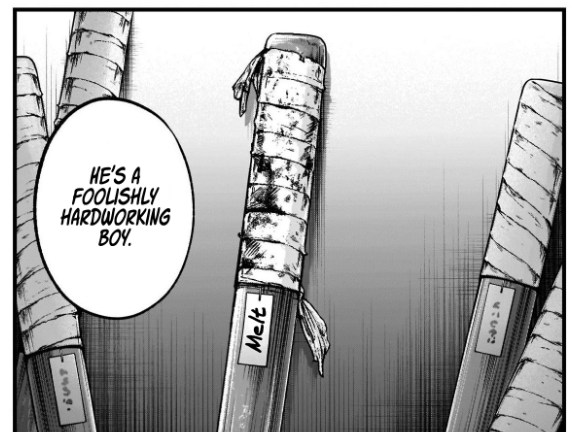 HE'S A
FOOLISHLY
HARDWORKING
BOY.
Melt